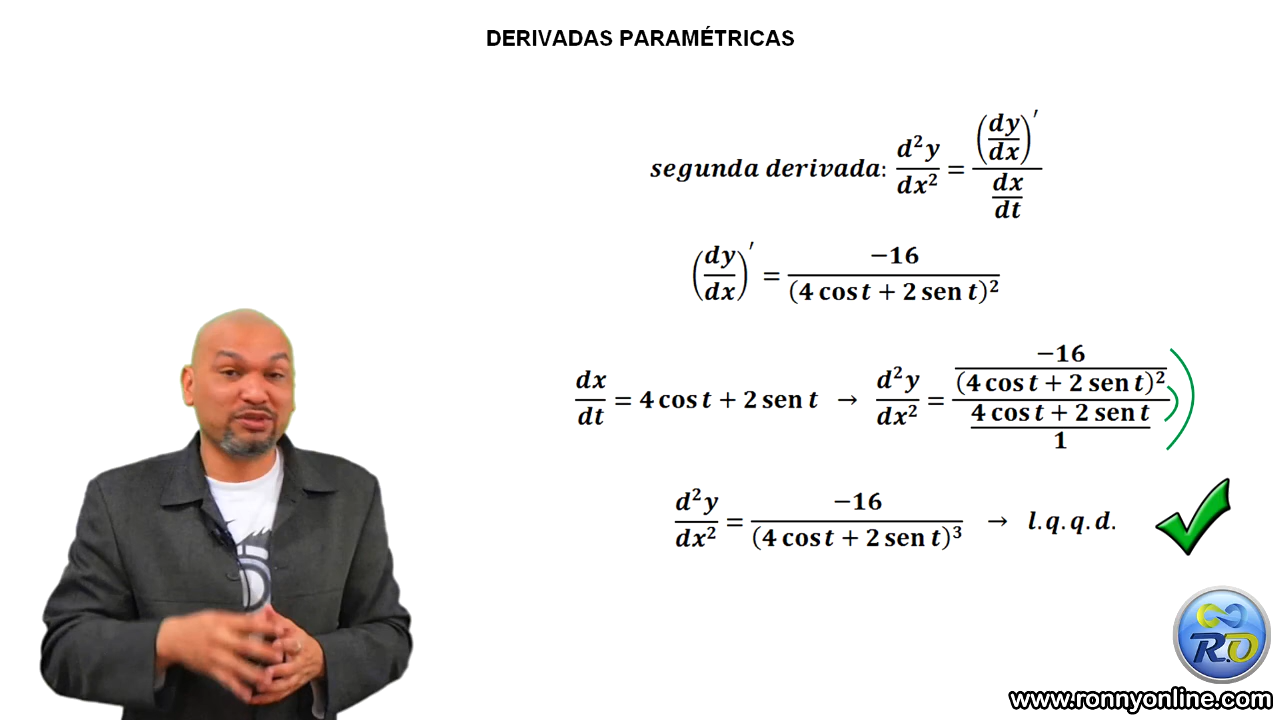 DERIVADAS PARAMÉTRICAS
segunda derivada: d²y/dx² = (dy/dx)′ / (dx/dt)
(dy/dx)′ = −16 / (4 cos t + 2 sen t)²
dx/dt = 4 cos t + 2 sen t → d²y/dx² = (−16 / (4 cos t + 2 sen t)²) / ((4 cos t + 2 sen t) / 1)
d²y/dx² = −16 / (4 cos t + 2 sen t)³ → l.q.q.d.
R.D
www.ronnyonline.com